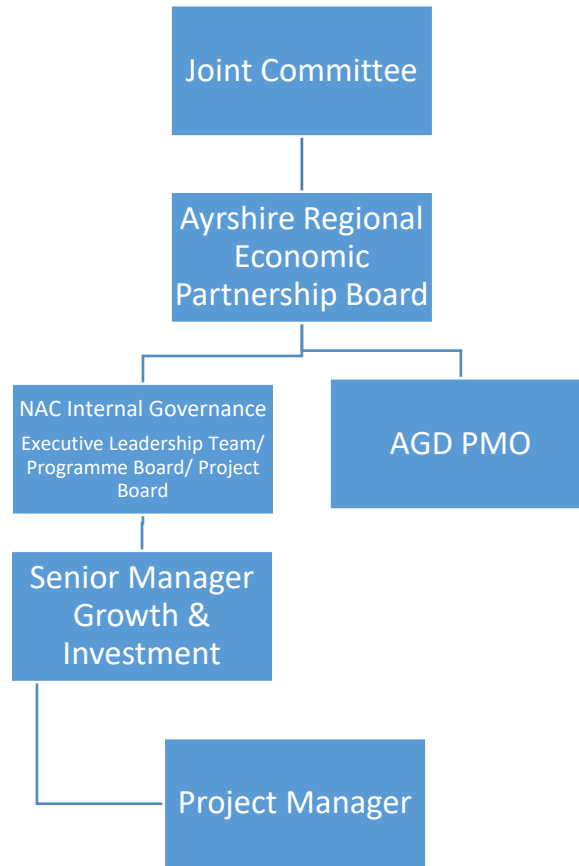 Joint Committee
Ayrshire Regional
Economic
Partnership Board
NAC Internal Governance
Executive Leadership Team/
Programme Board/ Project
Board
AGD PMO
Senior Manager
Growth &
Investment
Project Manager